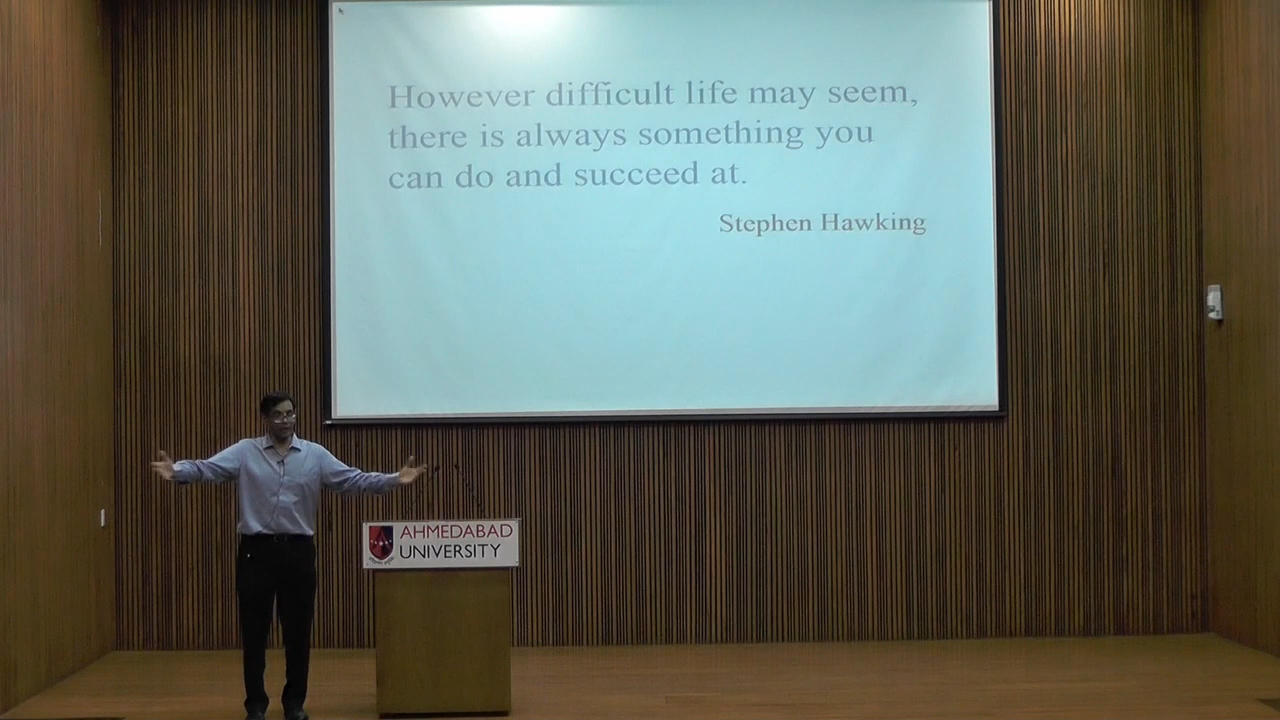 However difficult life may seem,
there is always something you
can do and succeed at.
Stephen Hawking
AHMEDABAD
UNIVERSITY